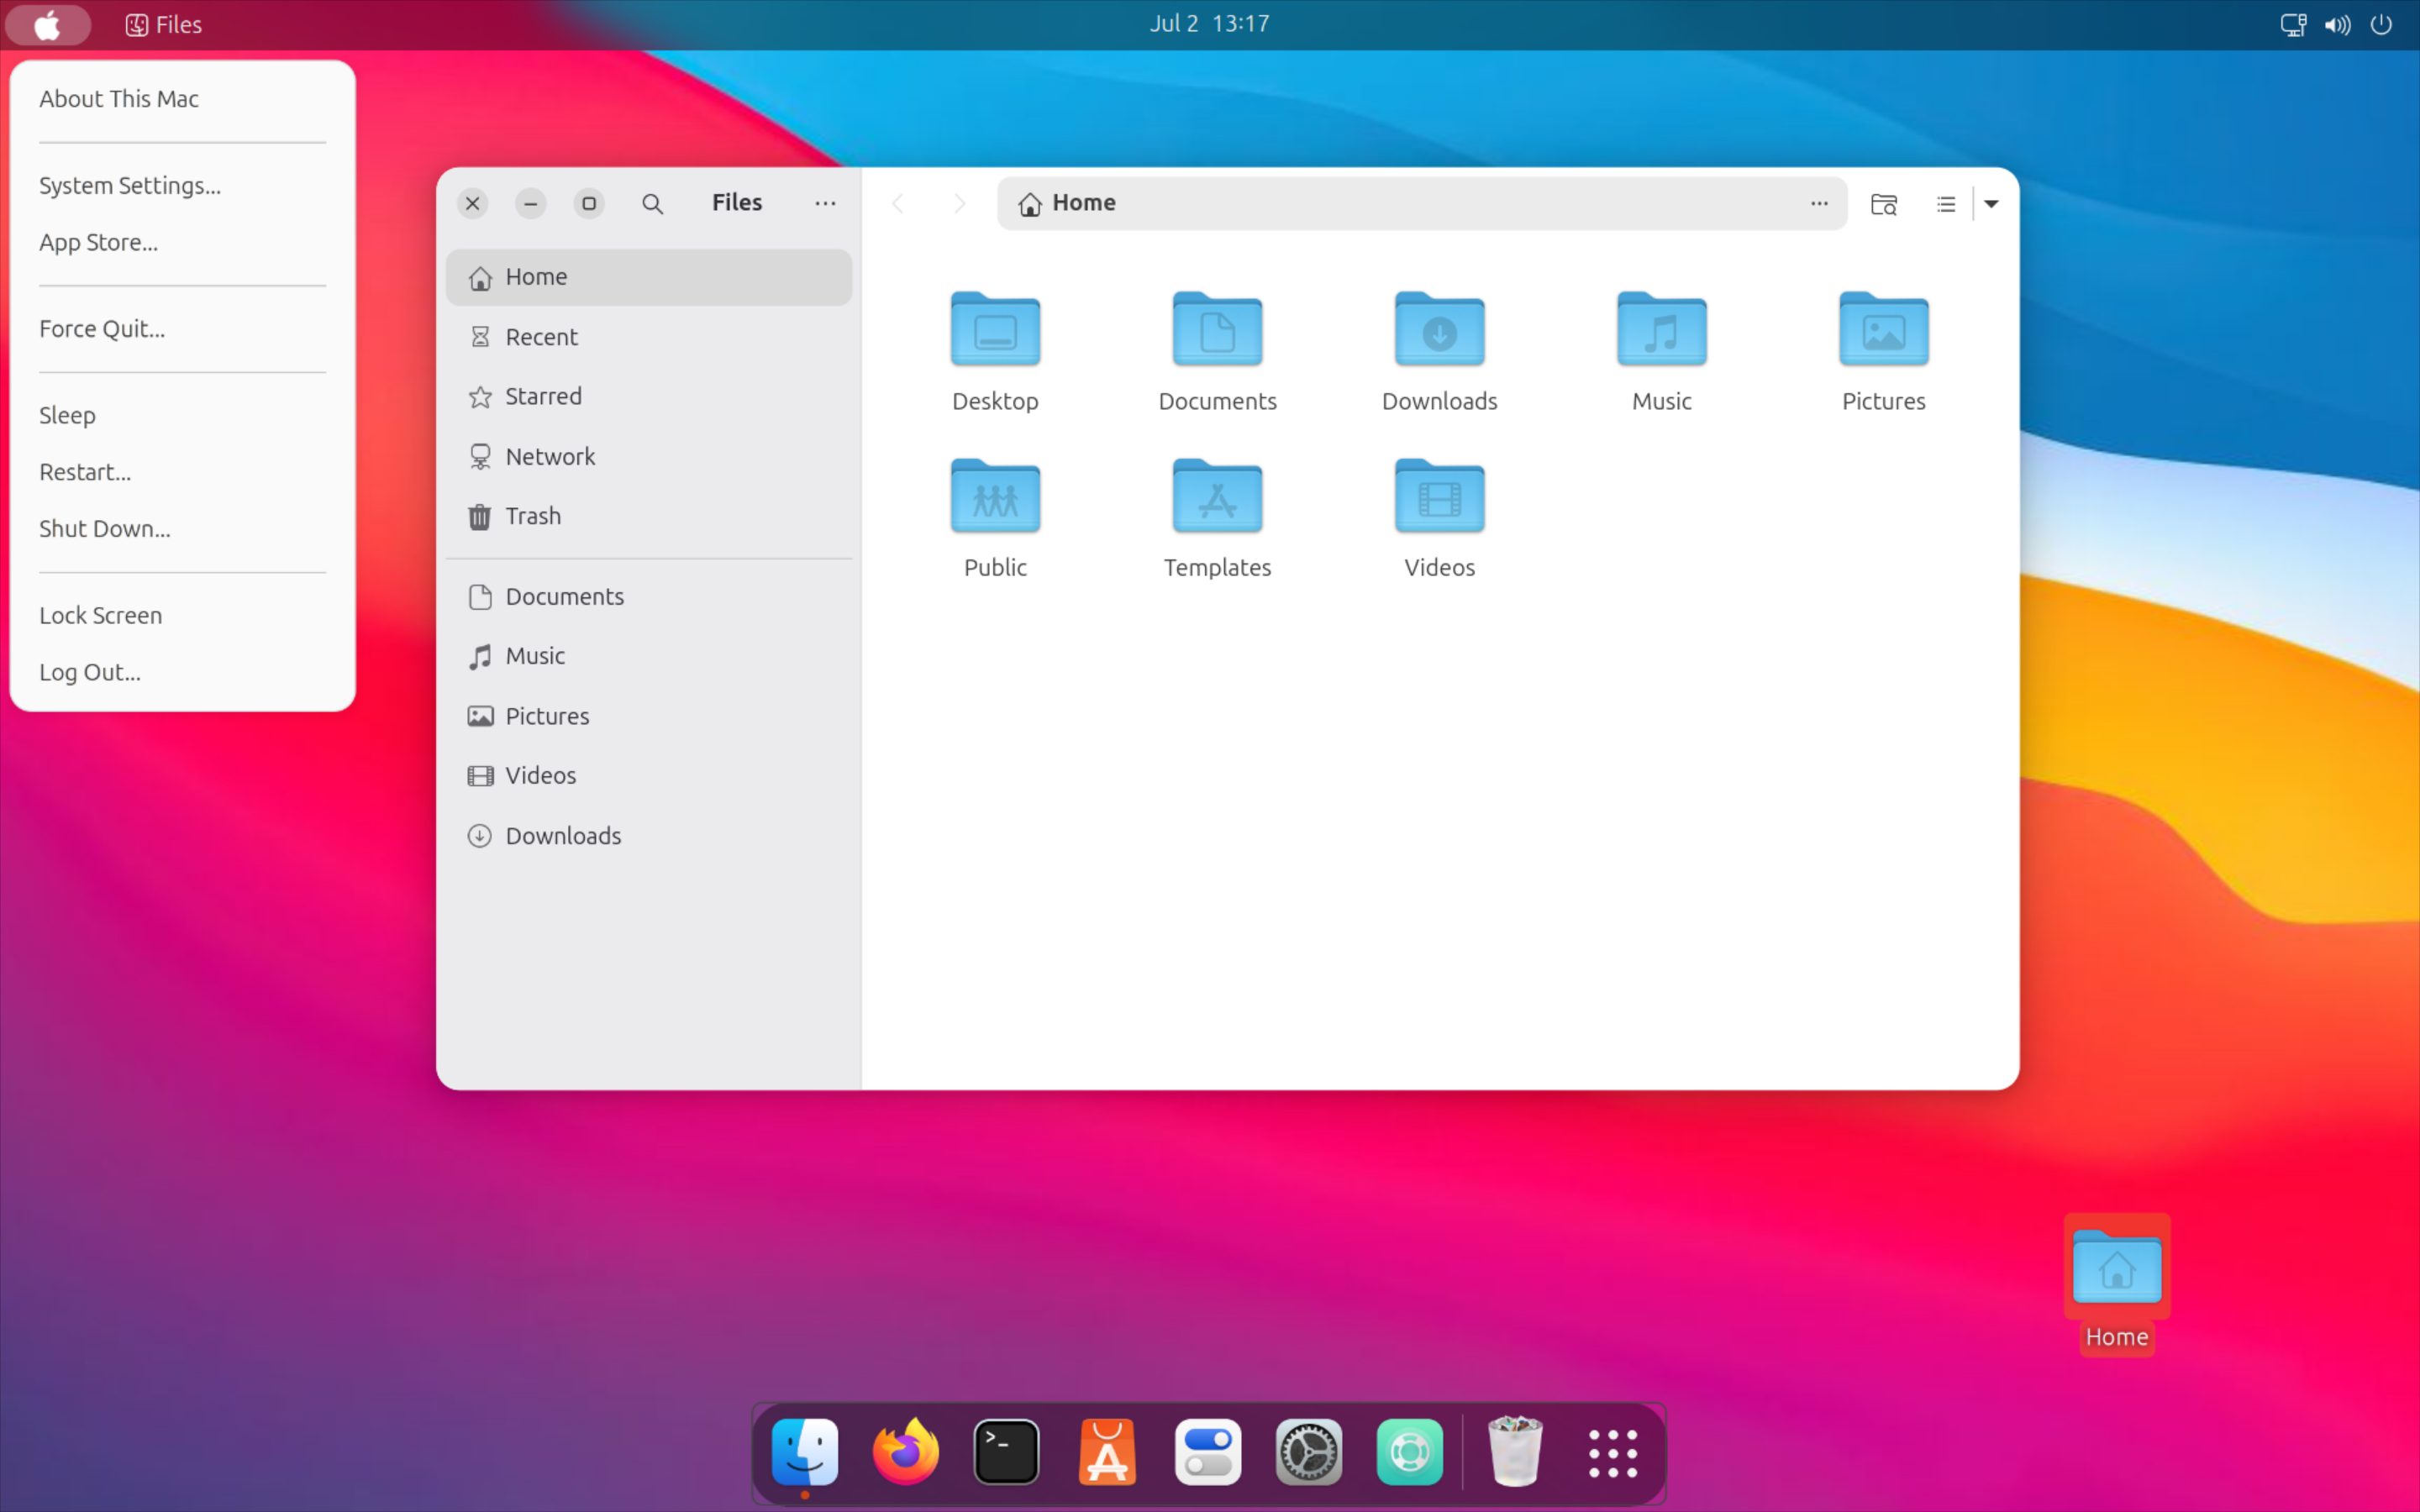 Files
Jul 2 13:17
About This Mac
System Settings...
App Store...
Force Quit...
Sleep
Restart...
Shut Down...
Lock Screen
Log Out...
Files
Home
Recent
Starred
Network
Trash
Documents
Music
Pictures
Videos
Downloads
Home
Desktop
Documents
Downloads
Music
Pictures
Public
Templates
Videos
Home
>_